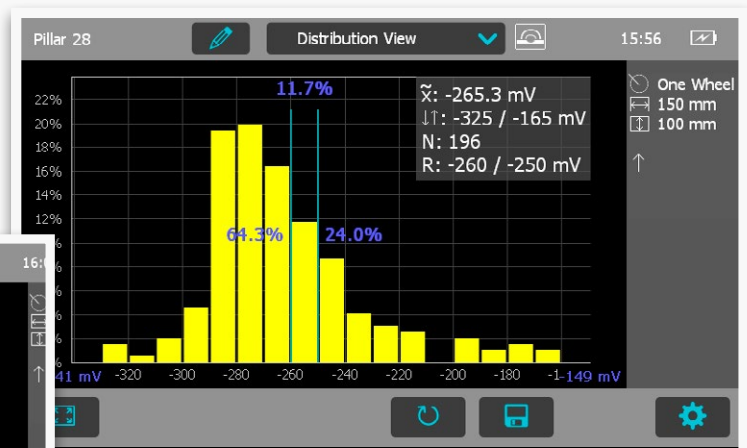 Pillar 28 Distribution View 15:56
One Wheel
150 mm
100 mm
11.7%
x̃: -265.3 mV
↓↑: -325 / -165 mV
N: 196
R: -260 / -250 mV
22%
20%
18%
16%
14%
12%
64.3% 24.0%
16:
41 mV -320 -300 -280 -260 -240 -220 -200 -180 -149 mV